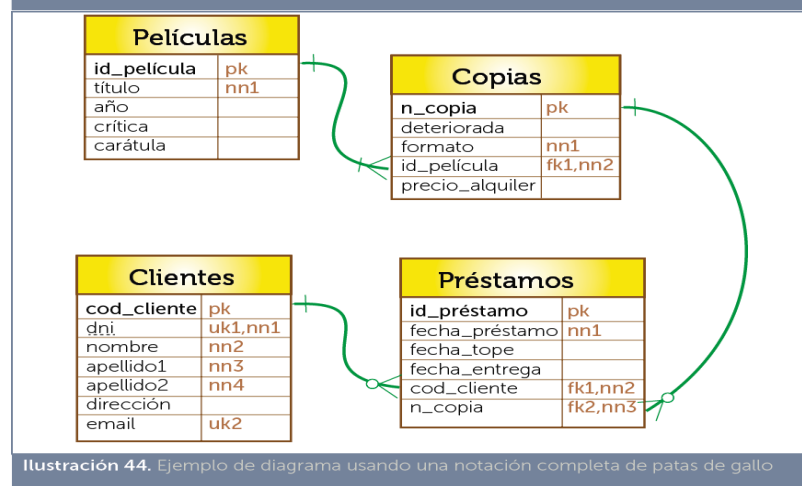 Películas
id_película pk
título nn1
año
crítica
carátula
Copias
n_copia pk
deteriorada
formato nn1
id_película fk1,nn2
precio_alquiler
Clientes
cod_cliente pk
dni uk1,nn1
nombre nn2
apellido1 nn3
apellido2 nn4
dirección
email uk2
Préstamos
id_préstamo pk
fecha_préstamo nn1
fecha_tope
fecha_entrega
cod_cliente fk1,nn2
n_copia fk2,nn3
Ilustración 44. Ejemplo de diagrama usando una notación completa de patas de gallo